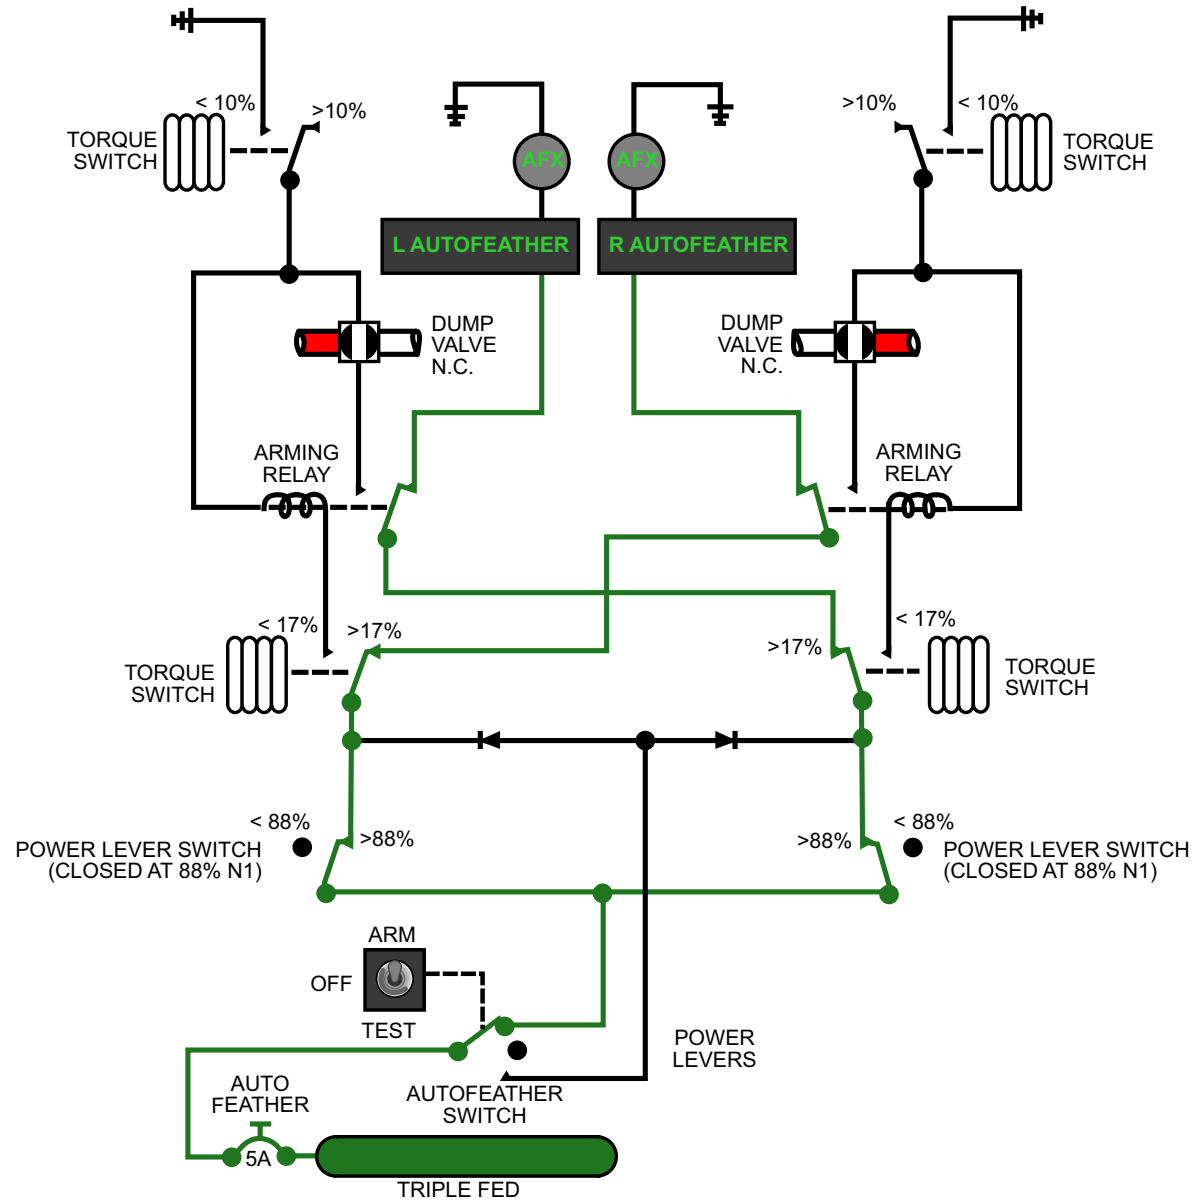 < 10%
>10%
TORQUE
SWITCH
AFX
AFX
>10%
< 10%
TORQUE
SWITCH
L AUTOFEATHER
R AUTOFEATHER
DUMP
VALVE
N.C.
DUMP
VALVE
N.C.
ARMING
RELAY
ARMING
RELAY
< 17%
>17%
TORQUE
SWITCH
>17%
< 17%
TORQUE
SWITCH
< 88%
>88%
POWER LEVER SWITCH
(CLOSED AT 88% N1)
>88%
< 88%
POWER LEVER SWITCH
(CLOSED AT 88% N1)
ARM
OFF
TEST
POWER
LEVERS
AUTOFEATHER
SWITCH
AUTO
FEATHER
5A
TRIPLE FED